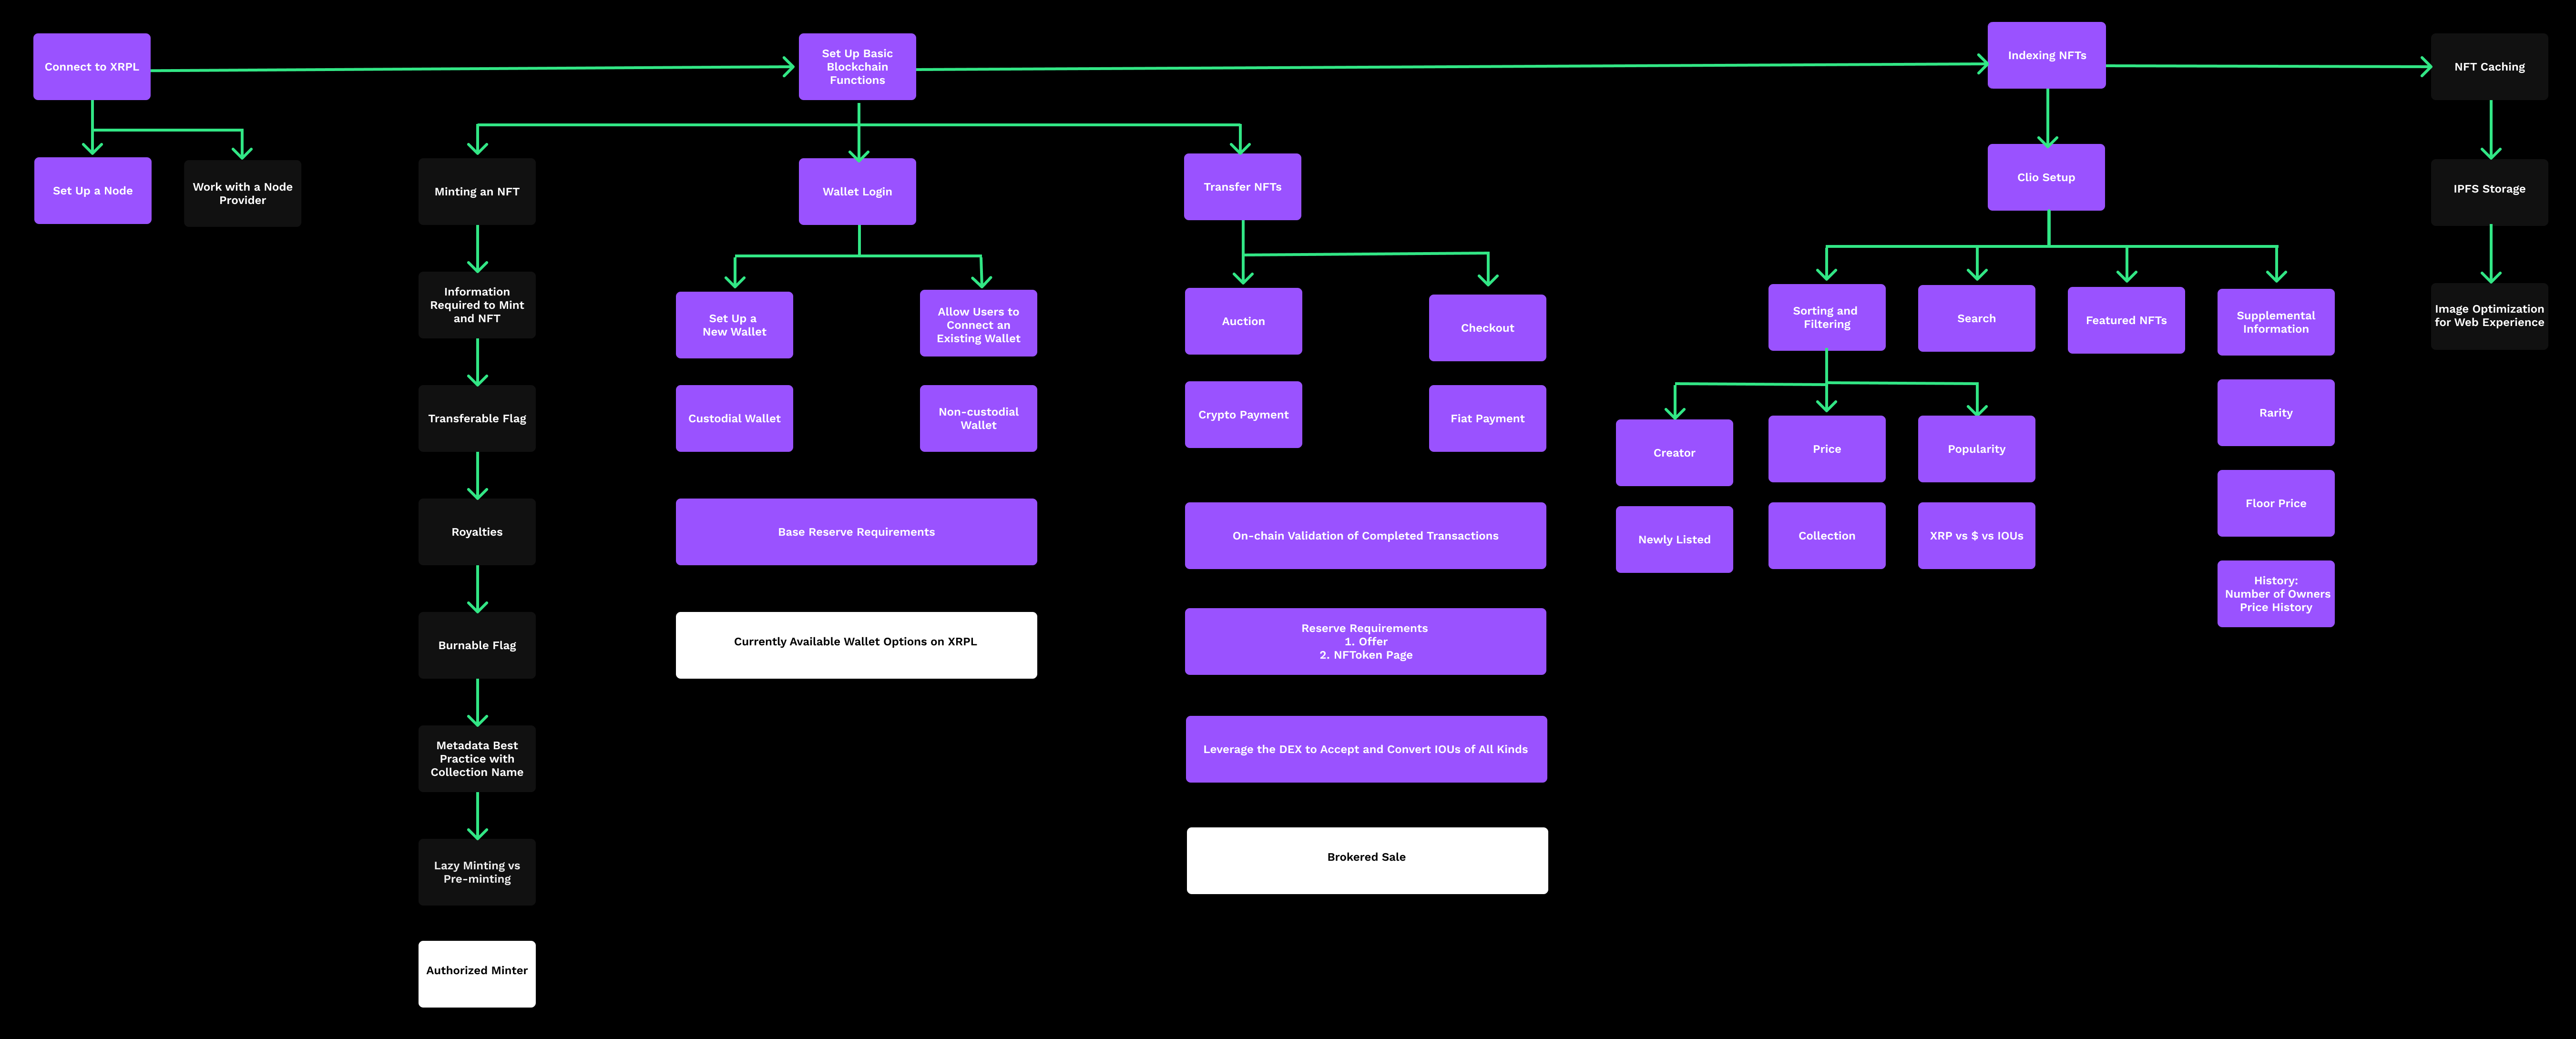 Connect to XRPL
Set Up Basic
Blockchain
Functions
Indexing NFTs
NFT Caching
Set Up a Node
Work with a Node
Provider
Minting an NFT
Wallet Login
Transfer NFTs
Clio Setup
IPFS Storage
Information
Required to Mint
and NFT
Set Up a
New Wallet
Allow Users to
Connect an
Existing Wallet
Auction
Checkout
Sorting and
Filtering
Search
Featured NFTs
Supplemental
Information
Image Optimization
for Web Experience
Transferable Flag
Custodial Wallet
Non-custodial
Wallet
Crypto Payment
Fiat Payment
Creator
Price
Popularity
Rarity
Royalties
Base Reserve Requirements
On-chain Validation of Completed Transactions
Newly Listed
Collection
XRP vs $ vs IOUs
Floor Price
History:
Number of Owners
Price History
Burnable Flag
Currently Available Wallet Options on XRPL
Reserve Requirements
1. Offer
2. NFToken Page
Metadata Best
Practice with
Collection Name
Leverage the DEX to Accept and Convert IOUs of All Kinds
Lazy Minting vs
Pre-minting
Brokered Sale
Authorized Minter